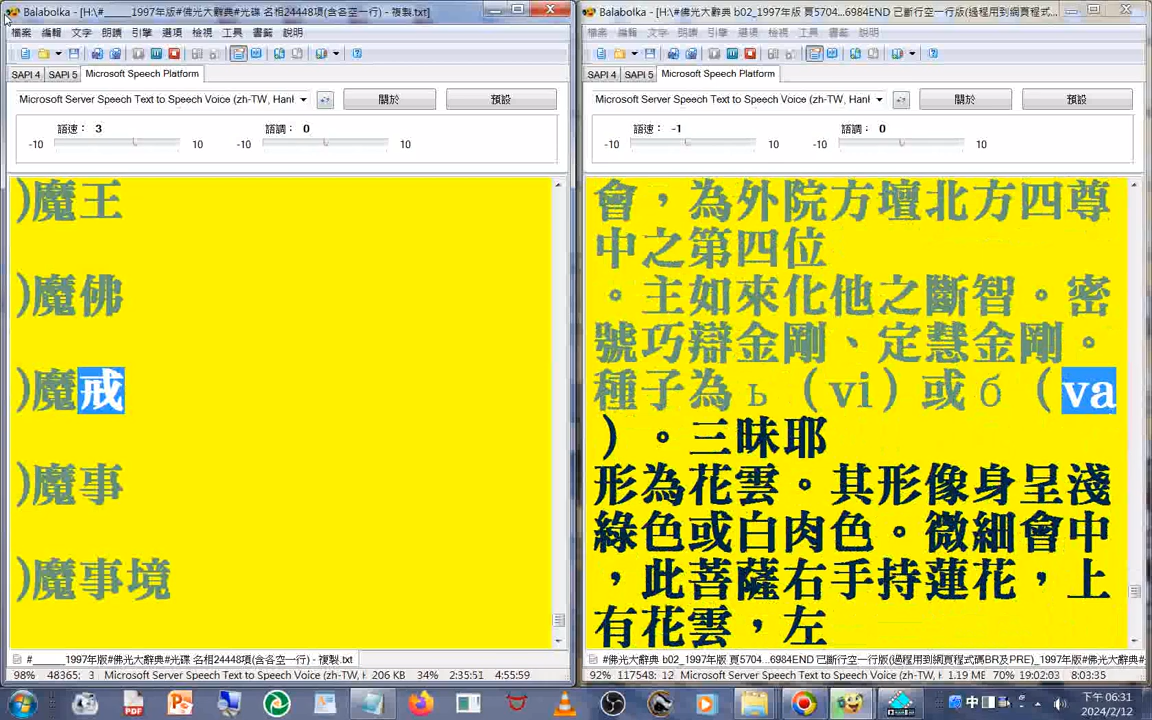 Balabolka - [H:\#_____1997年版#佛光大辭典#光碟 名相24448項(含各空一行) - 複製.txt]
檔案 編輯 文字 朗讀 引擎 選項 檢視 工具 書籤 說明
SAPI 4 SAPI 5 Microsoft Speech Platform
Microsoft Server Speech Text to Speech Voice (zh-TW, Hanl
關於 預設
語速： 3 語調： 0
-10 10 -10 10
)魔王
)魔佛
)魔戒
)魔事
)魔事境
#_____1997年版#佛光大辭典#光碟 名相24448項(含各空一行) - 複製.txt
98% 48365: 3 Microsoft Server Speech Text to Speech Voice (zh-TW, H 206 KB 34% 2:35:51 4:55:59
Balabolka - [H:\#佛光大辭典 b02_1997年版 頁5704...6984END 已斷行空一行版(過程用到網頁程式...
檔案 編輯 文字 朗讀 引擎 選項 檢視 工具 書籤 說明
SAPI 4 SAPI 5 Microsoft Speech Platform
Microsoft Server Speech Text to Speech Voice (zh-TW, Hanl
關於 預設
語速： -1 語調： 0
-10 10 -10 10
會，為外院方壇北方四尊
中之第四位
。主如來化他之斷智。密
號巧辯金剛、定慧金剛。
種子為ь（vi）或б（va
）。三昧耶
形為花雲。其形像身呈淺
綠色或白肉色。微細會中
，此菩薩右手持蓮花，上
有花雲，左
#佛光大辭典 b02_1997年版 頁5704...6984END 已斷行空一行版(過程用到網頁程式碼BR及PRE)_1997年版#
92% 117548: 12 Microsoft Server Speech Text to Speech Voice (zh-TW, 1.19 MB 70% 19:02:03 8:03:35
中
下午 06:31
2024/2/12